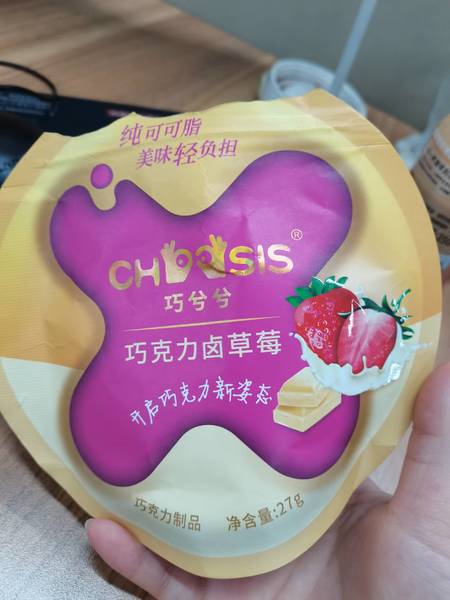 纯可可脂
美味轻负担
CHOOSIS®
巧兮兮
巧克力卤草莓
开启巧克力新姿态
巧克力制品
净含量:27g